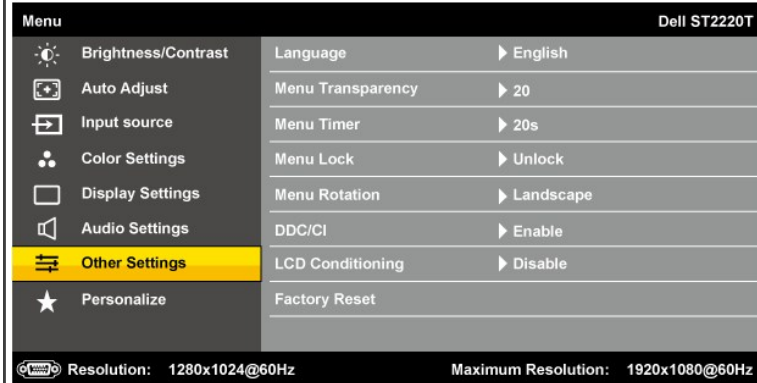 Menu Dell ST2220T
Brightness/Contrast Language English
Auto Adjust Menu Transparency 20
Input source Menu Timer 20s
Color Settings Menu Lock Unlock
Display Settings Menu Rotation Landscape
Audio Settings DDC/CI Enable
Other Settings LCD Conditioning Disable
Personalize Factory Reset
Resolution: 1280x1024@60Hz Maximum Resolution: 1920x1080@60Hz